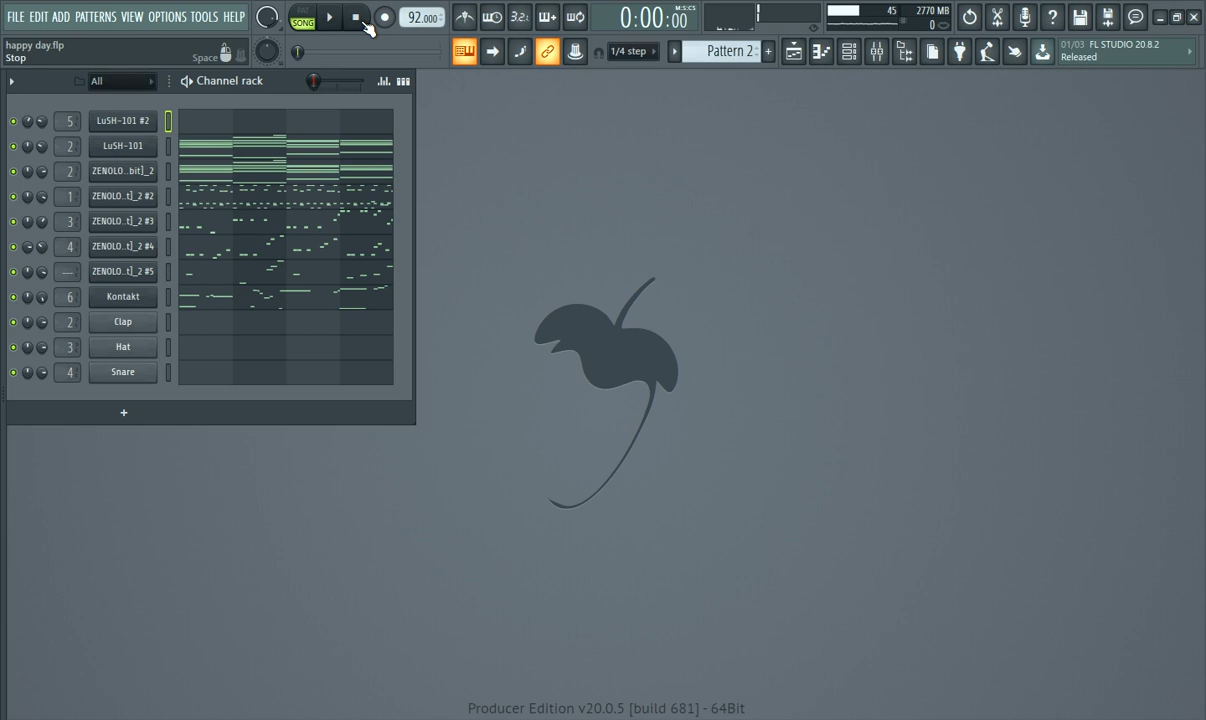 FILE EDIT ADD PATTERNS VIEW OPTIONS TOOLS HELP
PAT
SONG
92.000
3.2.
0:00:00
M:S:CS
45
2770 MB
0
happy day.flp
Stop
Space
1/4 step
Pattern 2
+
01/03 FL STUDIO 20.8.2
Released
All
Channel rack
5 LuSH-101 #2
2 LuSH-101
2 ZENOLO..bit]_2
1 ZENOLO..t]_2 #2
3 ZENOLO..t]_2 #3
4 ZENOLO..t]_2 #4
--- ZENOLO..t]_2 #5
6 Kontakt
2 Clap
3 Hat
4 Snare
+
Producer Edition v20.0.5 [build 681] - 64Bit